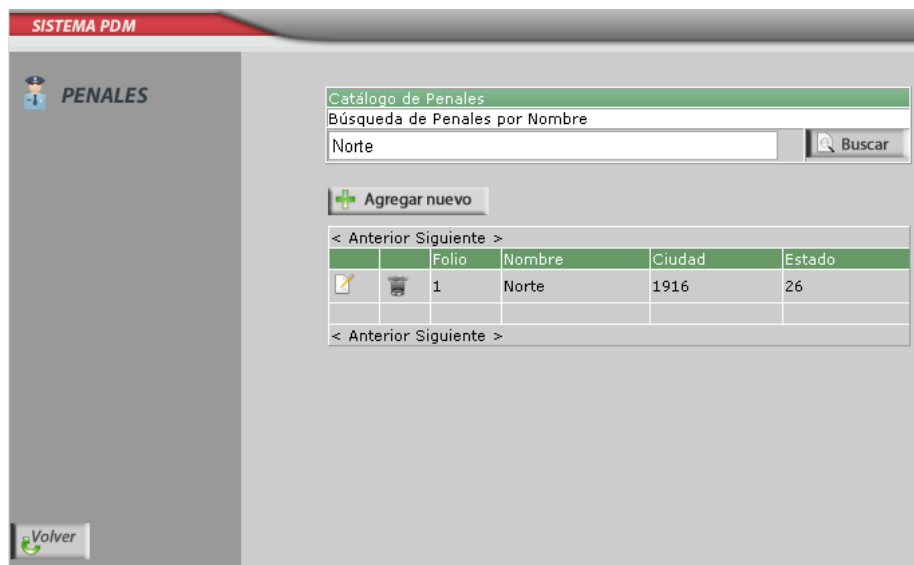 SISTEMA PDM
PENALES
Catálogo de Penales
Búsqueda de Penales por Nombre
Norte Buscar
Agregar nuevo
< Anterior Siguiente >
Folio Nombre Ciudad Estado
1 Norte 1916 26
< Anterior Siguiente >
Volver